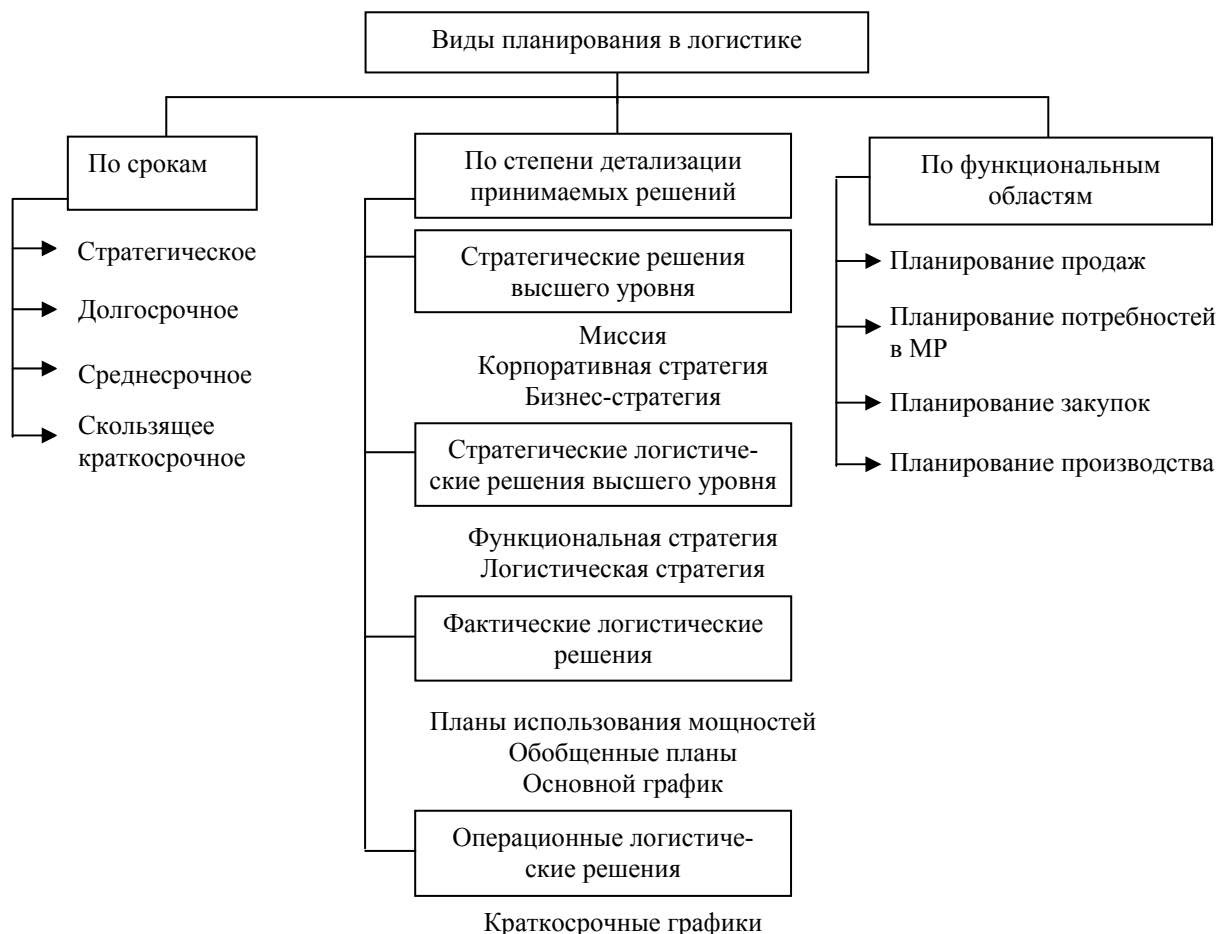 Виды планирования в логистике
По срокам
Стратегическое
Долгосрочное
Среднесрочное
Скользящее
краткосрочное
По степени детализации
принимаемых решений
Стратегические решения
высшего уровня
Миссия
Корпоративная стратегия
Бизнес-стратегия
Стратегические логистиче-
ские решения высшего уровня
Функциональная стратегия
Логистическая стратегия
Фактические логистические
решения
Планы использования мощностей
Обобщенные планы
Основной график
Операционные логистиче-
ские решения
Краткосрочные графики
По функциональным
областям
Планирование продаж
Планирование потребностей
в МР
Планирование закупок
Планирование производства